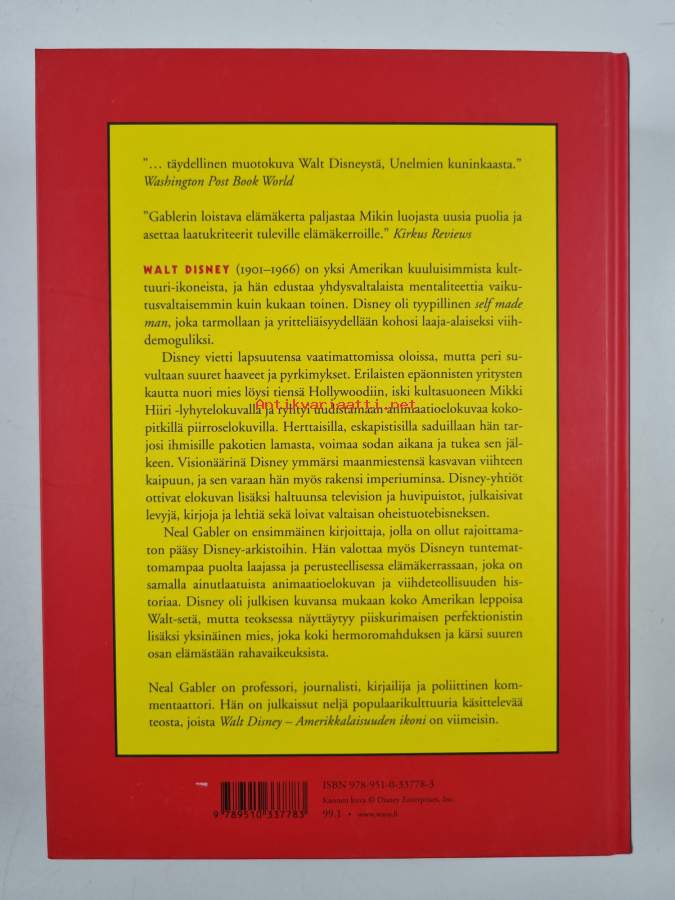 "… täydellinen muotokuva Walt Disneystä, Unelmien kuninkaasta."
Washington Post Book World
"Gablerin loistava elämäkerta paljastaa Mikin luojasta uusia puolia ja
asettaa laatukriteerit tuleville elämäkerroille." Kirkus Reviews
WALT DISNEY (1901–1966) on yksi Amerikan kuuluisimmista kult-
tuuri-ikoneista, ja hän edustaa yhdysvaltalaista mentaliteettia vaiku-
tusvaltaisemmin kuin kukaan toinen. Disney oli tyypillinen self made
man, joka tarmollaan ja yritteliäisyydellään kohosi laaja-alaiseksi viih-
demoguliksi.
Disney vietti lapsuutensa vaatimattomissa oloissa, mutta peri su-
vultaan suuret haaveet ja pyrkimykset. Erilaisten epäonnisten yritysten
kautta nuori mies löysi tiensä Hollywoodiin, iski kultasuoneen Mikki
Hiiri -lyhytelokuvalla ja ryhtyi uudistamaan animaatioelokuvaa koko-
Antikvariaatti.net
pitkillä piirroselokuvilla. Herttaisilla, eskapistisilla saduillaan hän tar-
josi ihmisille pakotien lamasta, voimaa sodan aikana ja tukea sen jäl-
keen. Visionäärinä Disney ymmärsi maanmiestensä kasvavan viihteen
kaipuun, ja sen varaan hän myös rakensi imperiuminsa. Disney-yhtiöt
ottivat elokuvan lisäksi haltuunsa television ja huvipuistot, julkaisivat
levyjä, kirjoja ja lehtiä sekä loivat valtaisan oheistuotebisneksen.
Neal Gabler on ensimmäinen kirjoittaja, jolla on ollut rajoittama-
ton pääsy Disney-arkistoihin. Hän valottaa myös Disneyn tuntemat-
tomampaa puolta laajassa ja perusteellisessa elämäkerrassaan, joka on
samalla ainutlaatuista animaatioelokuvan ja viihdeteollisuuden his-
toriaa. Disney oli julkisen kuvansa mukaan koko Amerikan leppoisa
Walt-setä, mutta teoksessa näyttäytyy piiskurimaisen perfektionistin
lisäksi yksinäinen mies, joka koki hermoromahduksen ja kärsi suuren
osan elämästään rahavaikeuksista.
Neal Gabler on professori, journalisti, kirjailija ja poliittinen kom-
mentaattori. Hän on julkaissut neljä populaarikulttuuria käsittelevää
teosta, joista Walt Disney – Amerikkalaisuuden ikoni on viimeisin.
ISBN 978-951-0-33778-3
Kannen kuva © Disney Enterprises, Inc.
99.1 • www.wsoy.fi
9 789510 337783